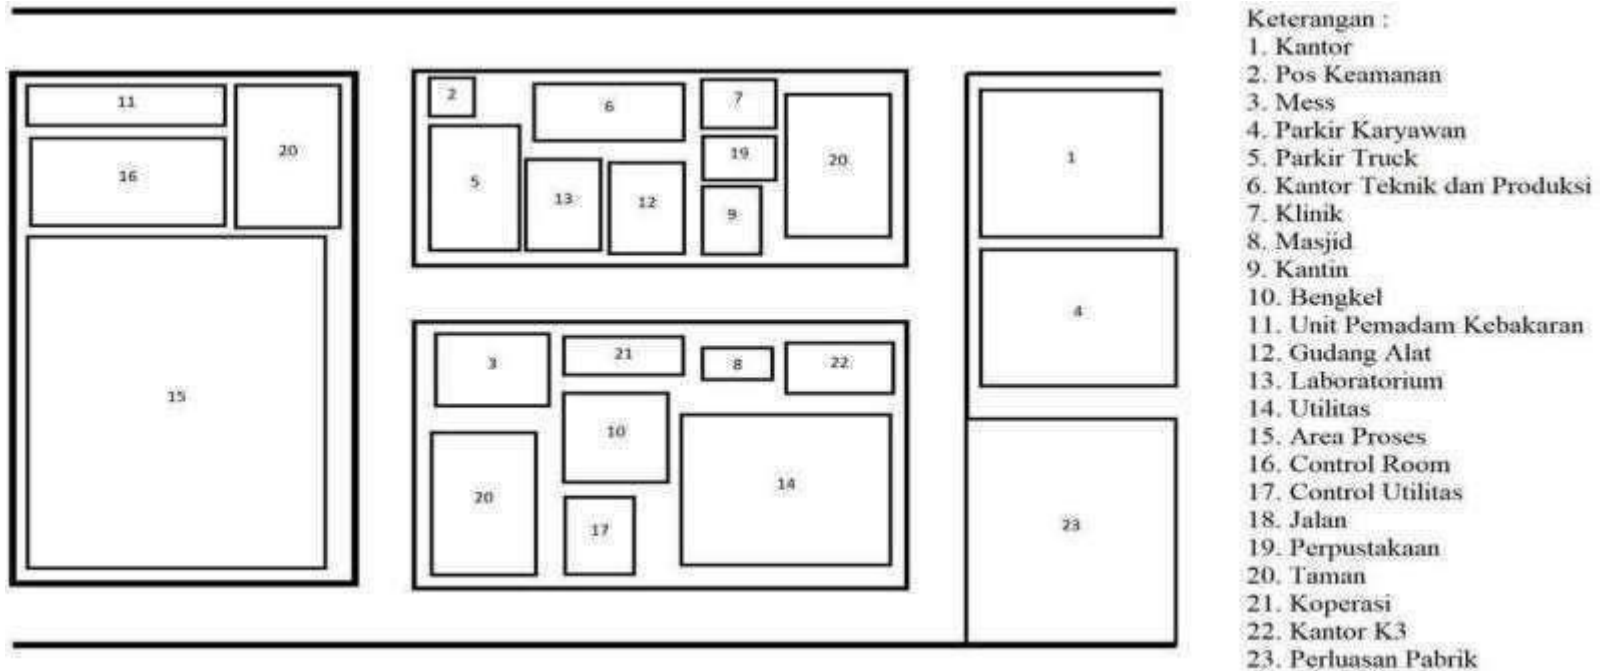 11
16
20
15
2
6
7
5
13
12
19
9
20
3
21
8
22
10
20
17
14
1
4
23
Keterangan :
1. Kantor
2. Pos Keamanan
3. Mess
4. Parkir Karyawan
5. Parkir Truck
6. Kantor Teknik dan Produksi
7. Klinik
8. Masjid
9. Kantin
10. Bengkel
11. Unit Pemadam Kebakaran
12. Gudang Alat
13. Laboratorium
14. Utilitas
15. Area Proses
16. Control Room
17. Control Utilitas
18. Jalan
19. Perpustakaan
20. Taman
21. Koperasi
22. Kantor K3
23. Perluasan Pabrik